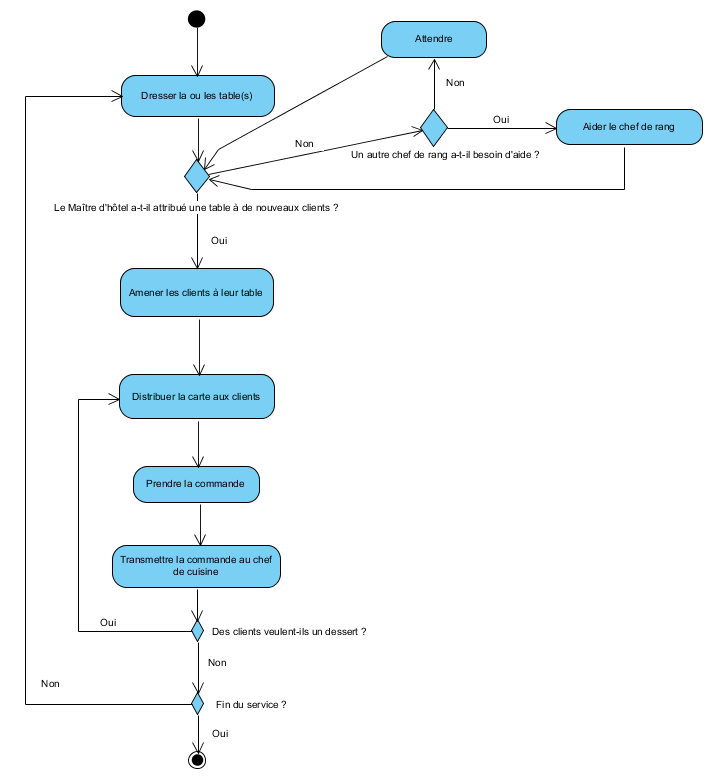 Attendre
Non
Dresser la ou les table(s)
Oui
Aider le chef de rang
Non
Un autre chef de rang a-t-il besoin d'aide ?
Le Maître d'hôtel a-t-il attribué une table à de nouveaux clients ?
Oui
Amener les clients à leur table
Distribuer la carte aux clients
Prendre la commande
Transmettre la commande au chef
de cuisine
Oui
Des clients veulent-ils un dessert ?
Non
Non
Fin du service ?
Oui